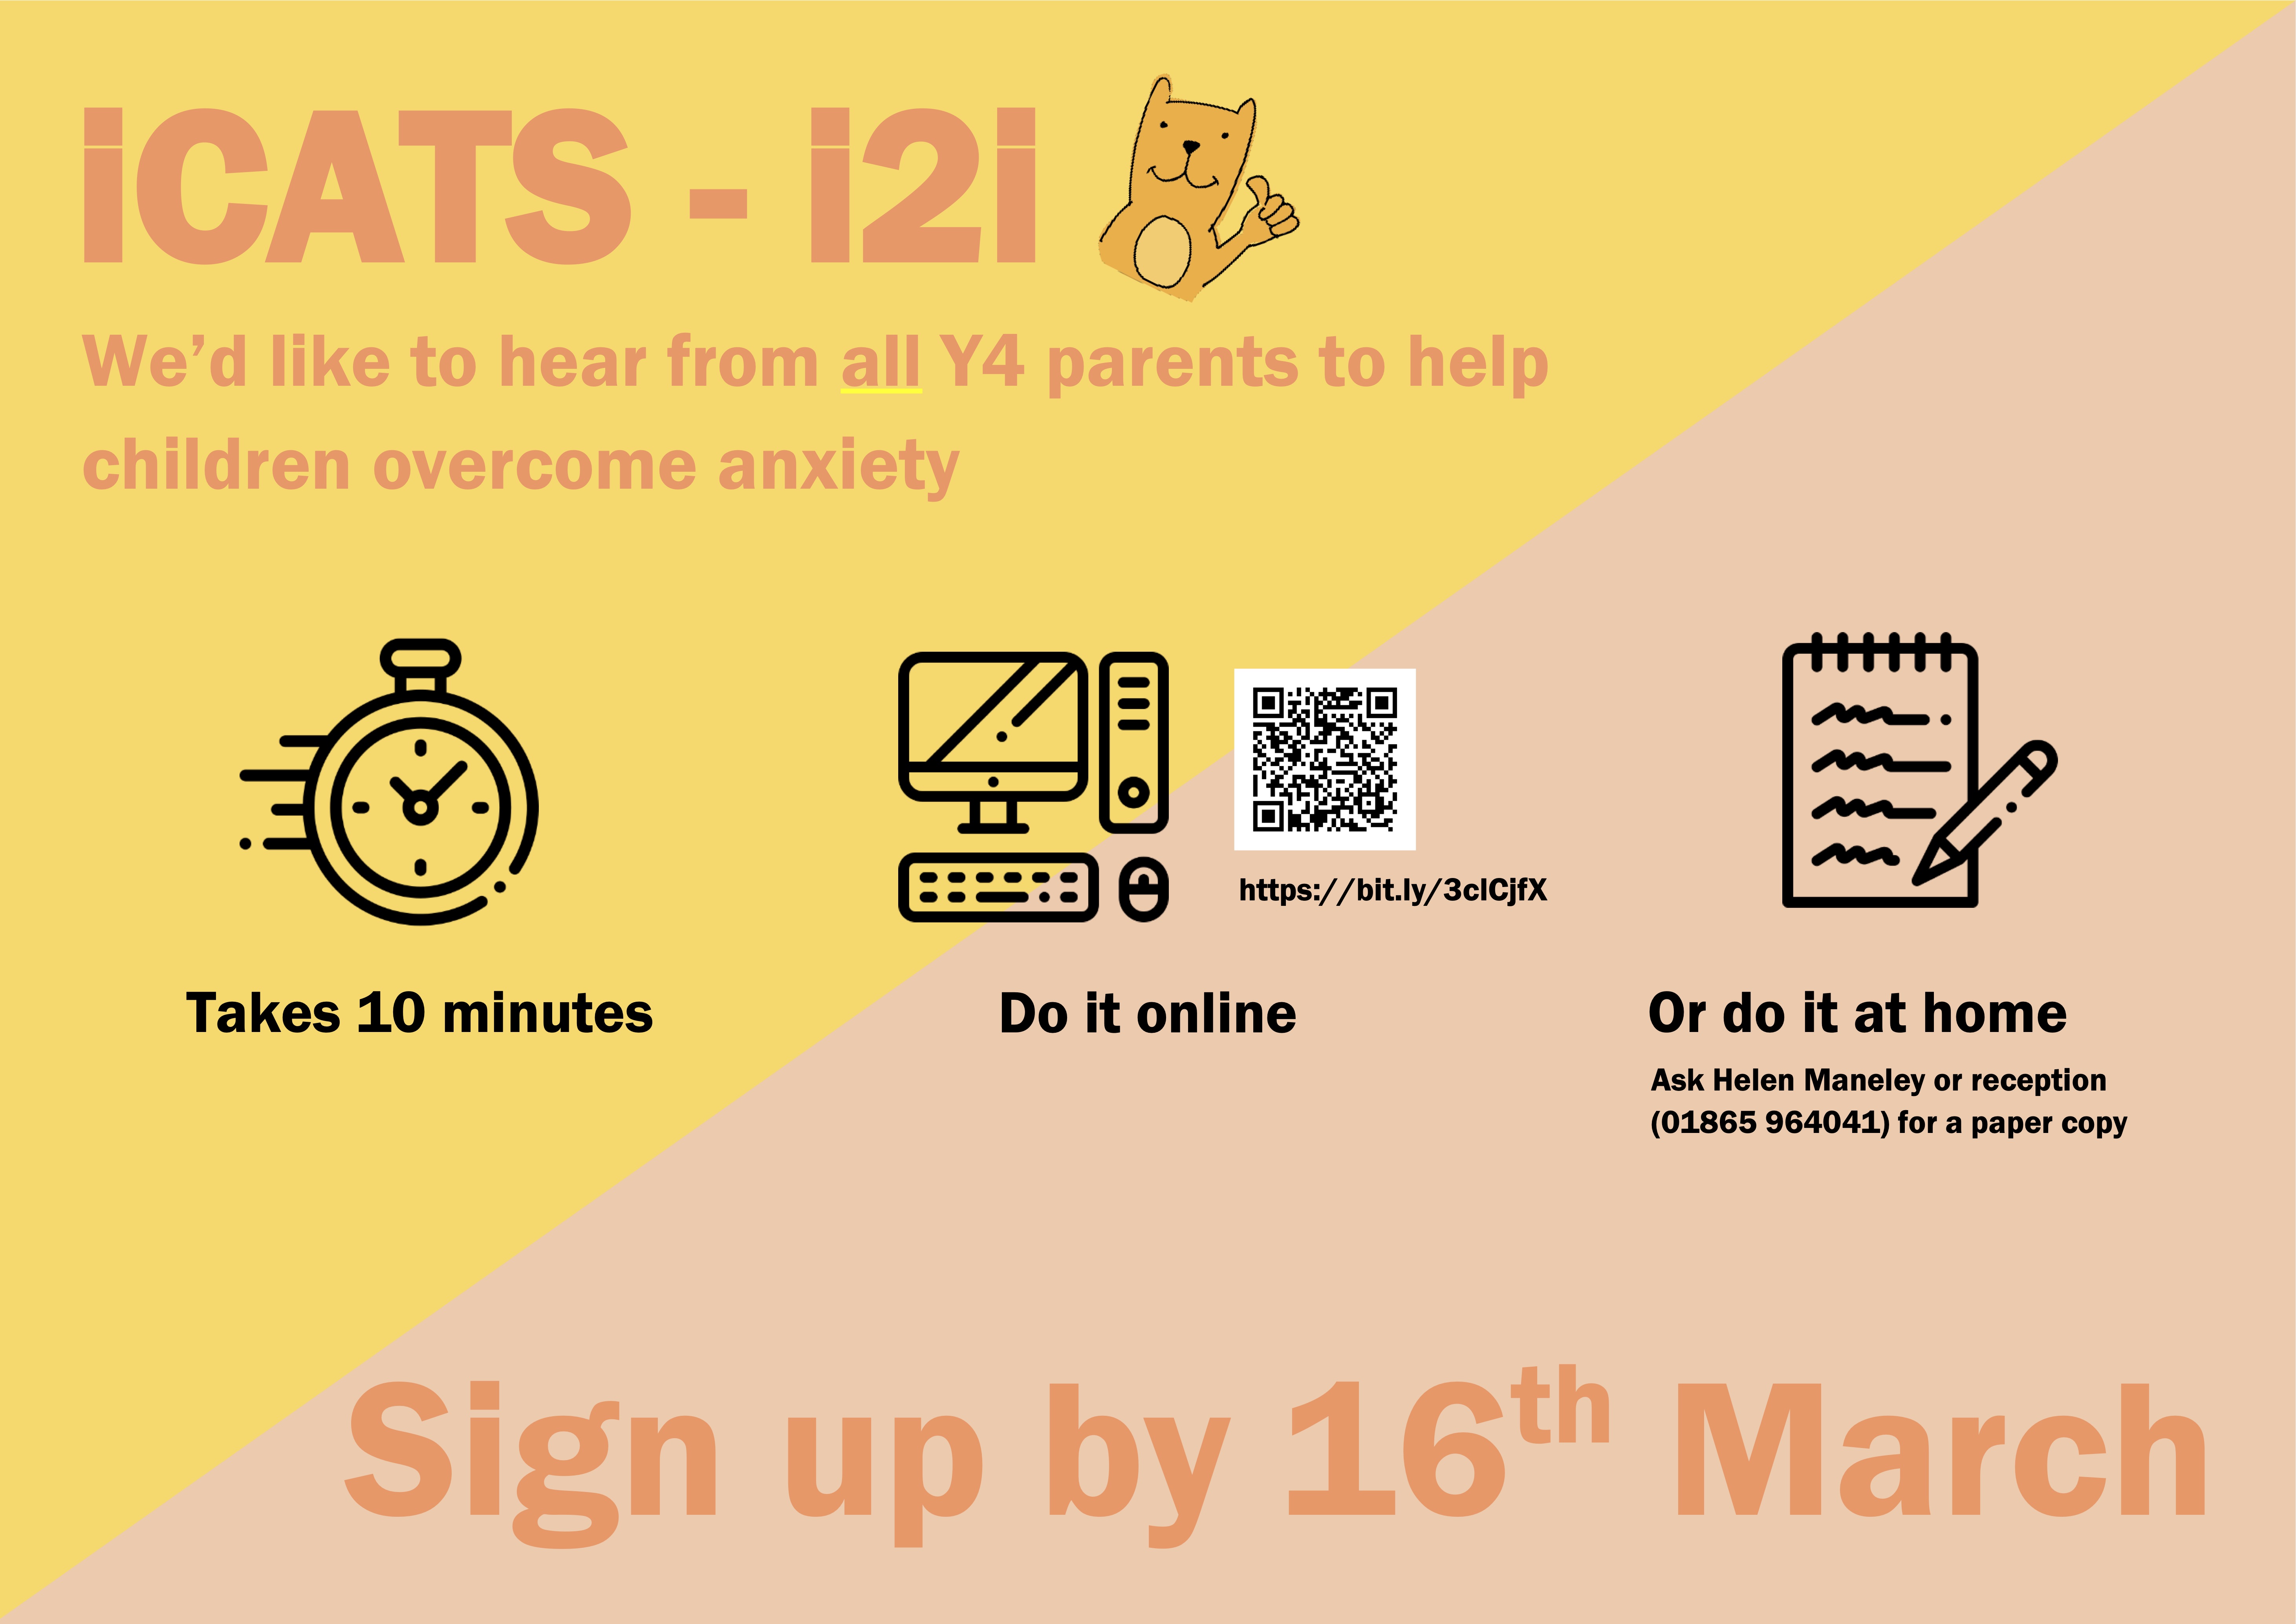 iCATS - i2i
We’d like to hear from all Y4 parents to help
children overcome anxiety
https://bit.ly/3clCjfX
Takes 10 minutes
Do it online
Or do it at home
Ask Helen Maneley or reception
(01865 964041) for a paper copy
Sign up by 16th March